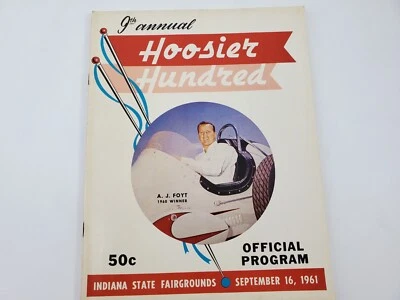 9th annual
Hoosier
Hundred
A. J. FOYT
1960 WINNER
50c
OFFICIAL
PROGRAM
INDIANA STATE FAIRGROUNDS SEPTEMBER 16, 1961